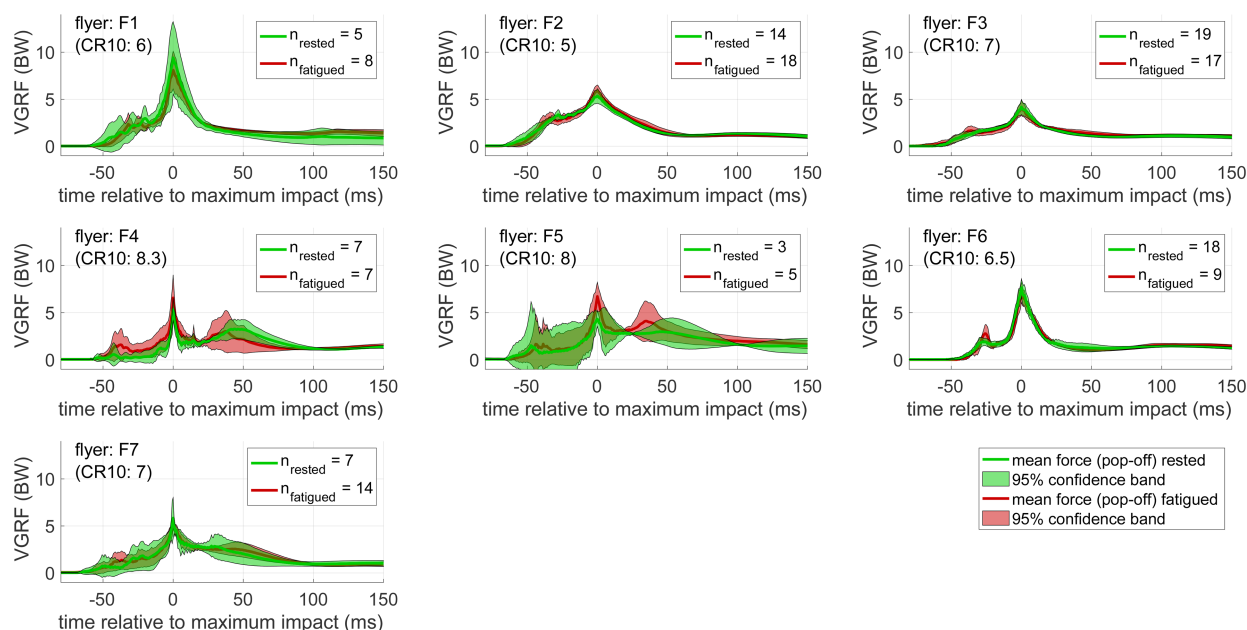 flyer: F1
(CR10: 6)
n_rested = 5
n_fatigued = 8
VGRF (BW)
10
5
0
-50 0 50 100 150
time relative to maximum impact (ms)
flyer: F2
(CR10: 5)
n_rested = 14
n_fatigued = 18
VGRF (BW)
10
5
0
-50 0 50 100 150
time relative to maximum impact (ms)
flyer: F3
(CR10: 7)
n_rested = 19
n_fatigued = 17
VGRF (BW)
10
5
0
-50 0 50 100 150
time relative to maximum impact (ms)
flyer: F4
(CR10: 8.3)
n_rested = 7
n_fatigued = 7
VGRF (BW)
10
5
0
-50 0 50 100 150
time relative to maximum impact (ms)
flyer: F5
(CR10: 8)
n_rested = 3
n_fatigued = 5
VGRF (BW)
10
5
0
-50 0 50 100 150
time relative to maximum impact (ms)
flyer: F6
(CR10: 6.5)
n_rested = 18
n_fatigued = 9
VGRF (BW)
10
5
0
-50 0 50 100 150
time relative to maximum impact (ms)
flyer: F7
(CR10: 7)
n_rested = 7
n_fatigued = 14
VGRF (BW)
10
5
0
-50 0 50 100 150
time relative to maximum impact (ms)
mean force (pop-off) rested
95% confidence band
mean force (pop-off) fatigued
95% confidence band